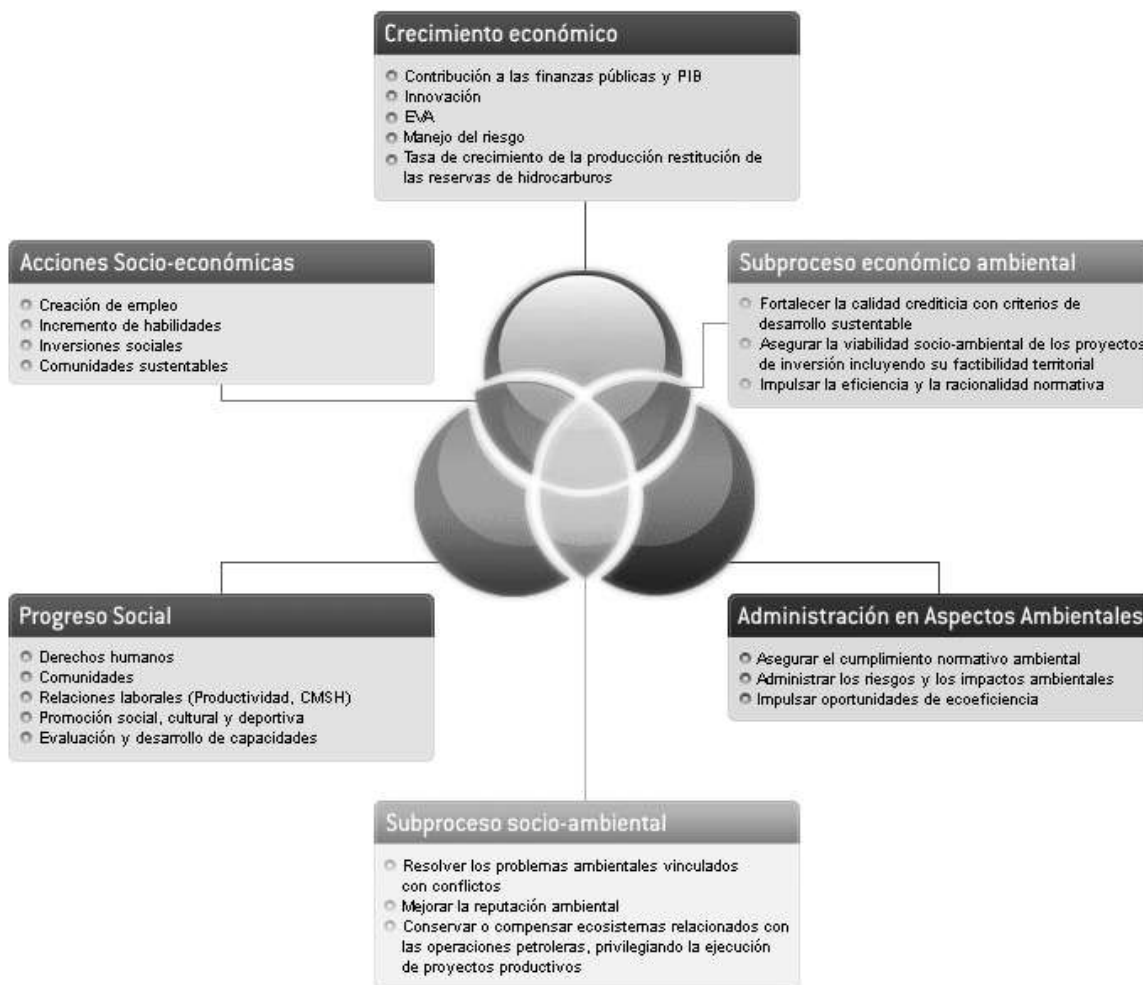 Crecimiento económico
Contribución a las finanzas públicas y PIB
Innovación
EVA
Manejo del riesgo
Tasa de crecimiento de la producción restitución de
las reservas de hidrocarburos
Acciones Socio-económicas
Creación de empleo
Incremento de habilidades
Inversiones sociales
Comunidades sustentables
Subproceso económico ambiental
Fortalecer la calidad crediticia con criterios de
desarrollo sustentable
Asegurar la viabilidad socio-ambiental de los proyectos
de inversión incluyendo su factibilidad territorial
Impulsar la eficiencia y la racionalidad normativa
Progreso Social
Derechos humanos
Comunidades
Relaciones laborales (Productividad, CMSH)
Promoción social, cultural y deportiva
Evaluación y desarrollo de capacidades
Administración en Aspectos Ambientales
Asegurar el cumplimiento normativo ambiental
Administrar los riesgos y los impactos ambientales
Impulsar oportunidades de ecoeficiencia
Subproceso socio-ambiental
Resolver los problemas ambientales vinculados
con conflictos
Mejorar la reputación ambiental
Conservar o compensar ecosistemas relacionados con
las operaciones petroleras, privilegiando la ejecución
de proyectos productivos